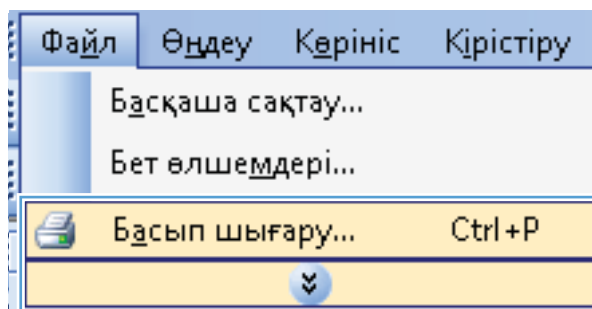 Файл Өңдеу Көрініс Кірістіру
Басқаша сақтау...
Бет өлшемдері...
Басып шығару... Ctrl+P